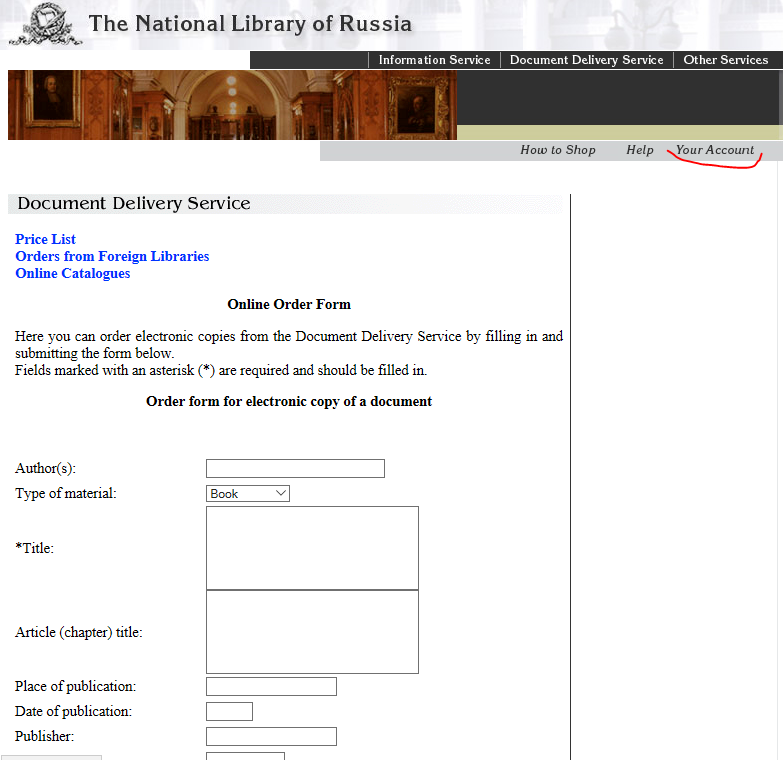 The National Library of Russia
Information Service
Document Delivery Service
Other Services
How to Shop
Help
Your Account
Document Delivery Service
Price List
Orders from Foreign Libraries
Online Catalogues
Online Order Form
Here you can order electronic copies from the Document Delivery Service by filling in and
submitting the form below.
Fields marked with an asterisk (*) are required and should be filled in.
Order form for electronic copy of a document
Author(s):
Type of material: Book
*Title:
Article (chapter) title:
Place of publication:
Date of publication:
Publisher: